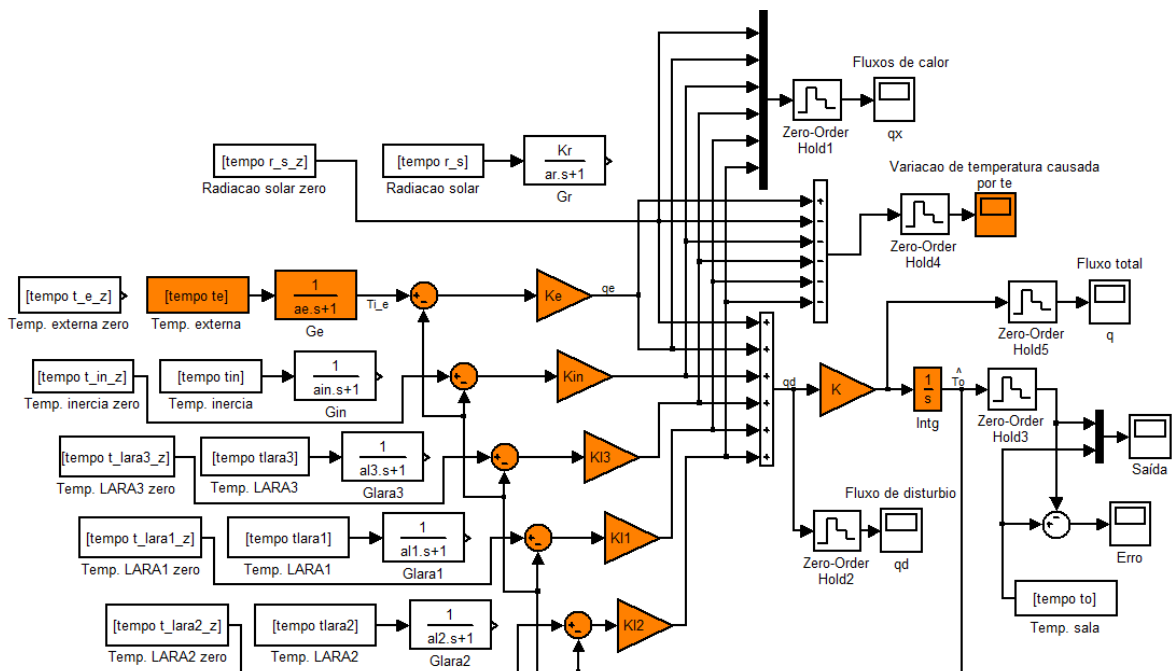 Fluxos de calor
Zero-Order
Hold1
qx
[tempo r_s_z]
Radiacao solar zero
[tempo r_s]
Radiacao solar
Kr
ar.s+1
Gr
Variacao de temperatura causada
por te
+
-
-
-
-
-
Zero-Order
Hold4
[tempo t_e_z]
Temp. externa zero
[tempo te]
Temp. externa
1
ae.s+1
Ge
Ti_e
+
-
Ke
qe
Fluxo total
Zero-Order
Hold5
q
[tempo t_in_z]
Temp. inercia zero
[tempo tin]
Temp. inercia
1
ain.s+1
Gin
+
-
Kin
+
+
+
+
+
+
qd
K
1
s
Intg
^
To
Zero-Order
Hold3
Saída
[tempo t_lara3_z]
Temp. LARA3 zero
[tempo tlara3]
Temp. LARA3
1
al3.s+1
Glara3
+
-
Kl3
Fluxo de disturbio
Zero-Order
Hold2
qd
-
+
Erro
[tempo t_lara1_z]
Temp. LARA1 zero
[tempo tlara1]
Temp. LARA1
1
al1.s+1
Glara1
+
-
Kl1
[tempo to]
Temp. sala
[tempo t_lara2_z]
Temp. LARA2 zero
[tempo tlara2]
Temp. LARA2
1
al2.s+1
Glara2
+
-
Kl2